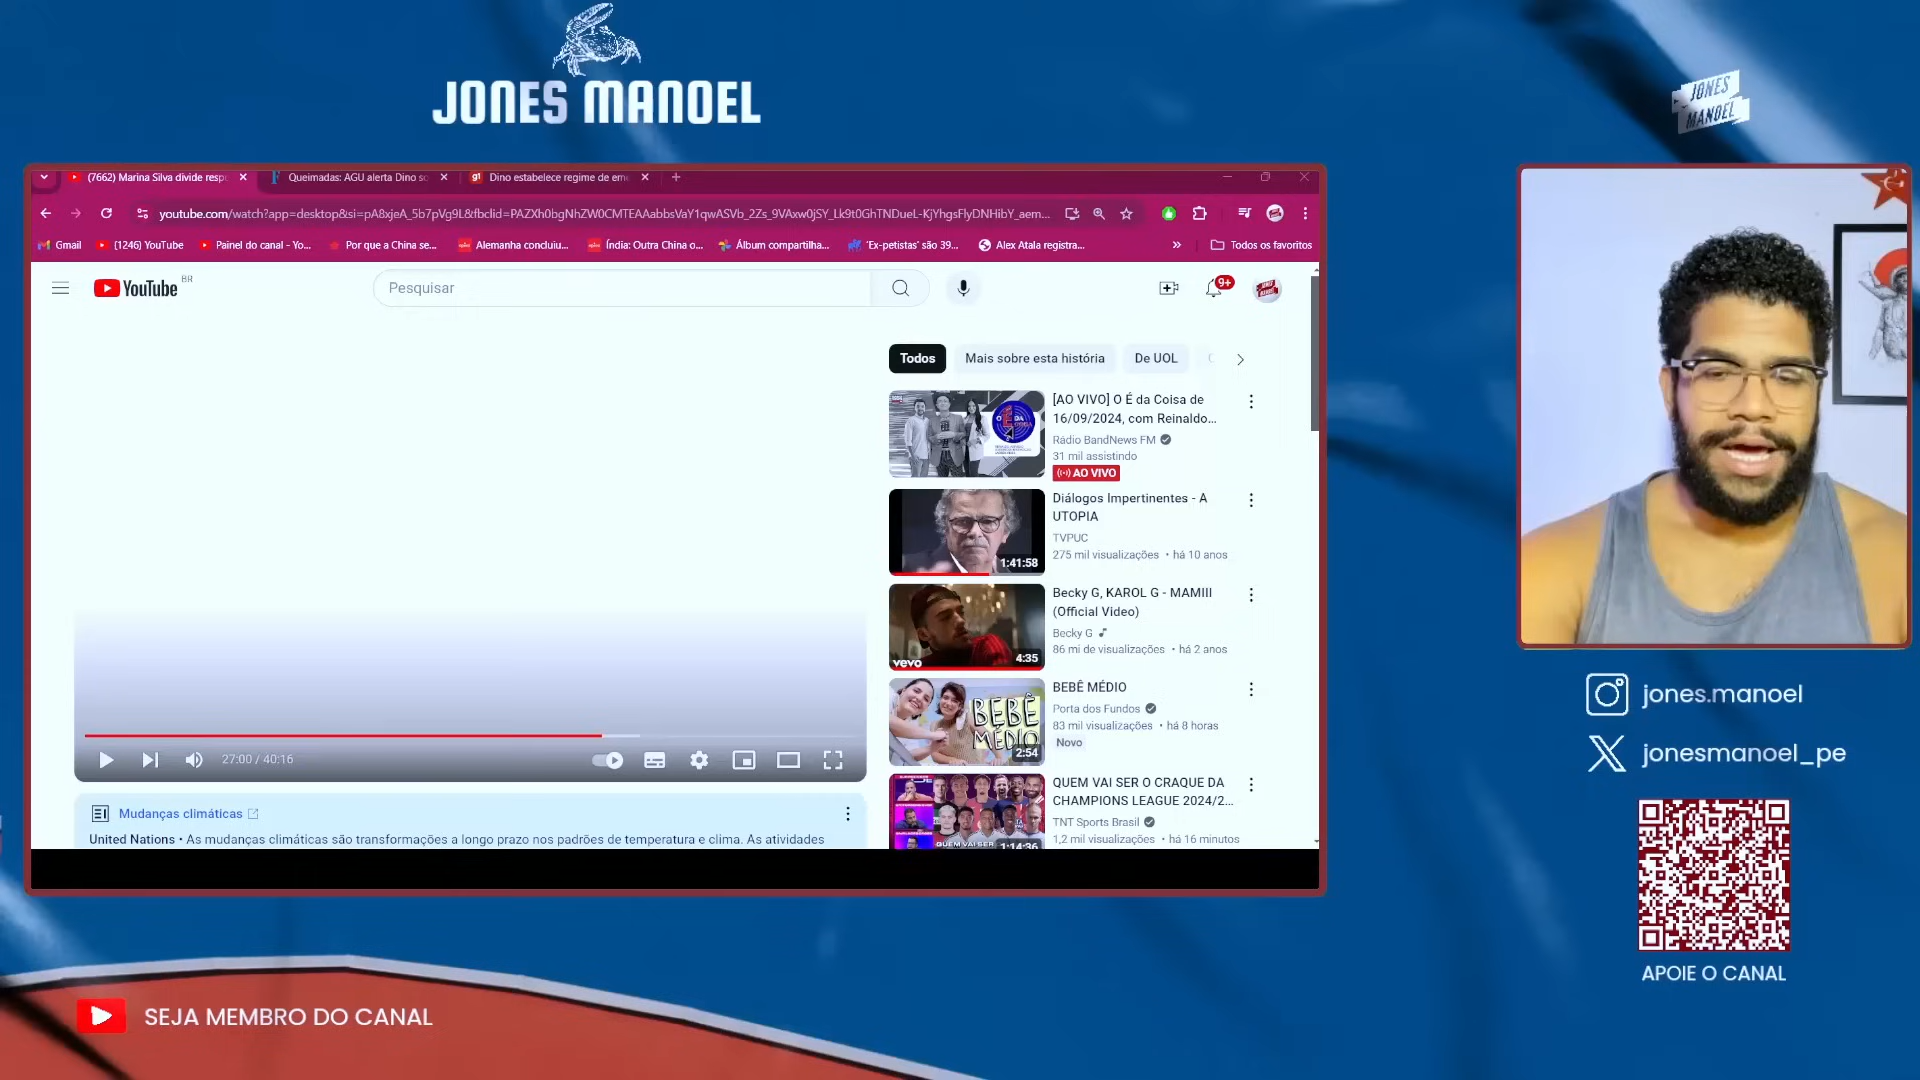 JONES MANOEL
JONES
MANOEL
(7662) Marina Silva divide resp
Queimadas: AGU alerta Dino so
g1 Dino estabelece regime de em
youtube.com/watch?app=desktop&si=pA8xjeA_5b7pVg9L&fbclid=PAZXh0bgNhZW0CMTEAAabbsVaY1qwASVb_2Zs_9VAxw0jSY_Lk9t0GhTNDueL-KjYhgsFlyDNHibY_aem...
Gmail
(1246) YouTube
Painel do canal - Yo...
Por que a China se...
Alemanha concluiu...
Índia: Outra China o...
Álbum compartilha...
'Ex-petistas' são 39...
Alex Atala registra...
Todos os favoritos
YouTube BR
Pesquisar
9+
Todos
Mais sobre esta história
De UOL
[AO VIVO] O É da Coisa de
16/09/2024, com Reinaldo...
Rádio BandNews FM
31 mil assistindo
AO VIVO
Diálogos Impertinentes - A
UTOPIA
TVPUC
275 mil visualizações • há 10 anos
1:41:58
Becky G, KAROL G - MAMIII
(Official Video)
Becky G
86 mi de visualizações • há 2 anos
vevo
4:35
BEBÊ MÉDIO
Porta dos Fundos
83 mil visualizações • há 8 horas
Novo
BEBÊ
MÉDIO
2:54
QUEM VAI SER O CRAQUE DA
CHAMPIONS LEAGUE 2024/2...
TNT Sports Brasil
1,2 mil visualizações • há 16 minutos
QUEM VAI SER
1:14:36
27:00 / 40:16
Mudanças climáticas
United Nations • As mudanças climáticas são transformações a longo prazo nos padrões de temperatura e clima. As atividades
jones.manoel
jonesmanoel_pe
APOIE O CANAL
SEJA MEMBRO DO CANAL